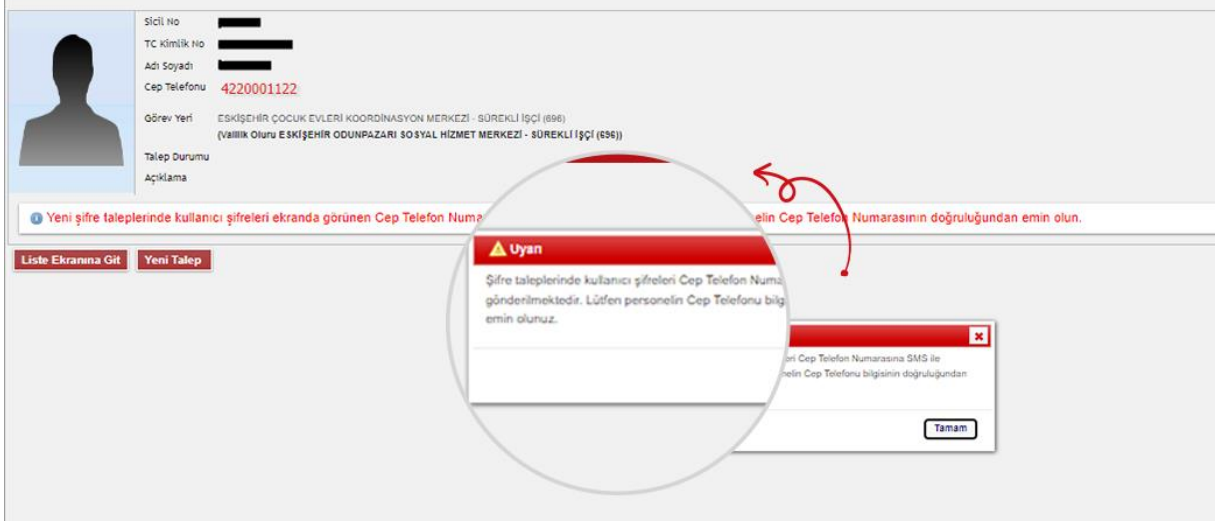 Sicil No
TC Kimlik No
Adı Soyadı
Cep Telefonu 4220001122
Görev Yeri ESKİŞEHİR ÇOCUK EVLERİ KOORDİNASYON MERKEZİ - SÜREKLİ İŞÇİ (696)
(Valilik Oluru ESKİŞEHİR ODUNPAZARI SOSYAL HİZMET MERKEZİ - SÜREKLİ İŞÇİ (696))
Talep Durumu
Açıklama
Yeni şifre taleplerinde kullanıcı şifreleri ekranda görünen Cep Telefon Numa elin Cep Telefon Numarasının doğruluğundan emin olun.
Liste Ekranına Git Yeni Talep
Uyarı
Şifre taleplerinde kullanıcı şifreleri Cep Telefon Numa
gönderilmektedir. Lütfen personelin Cep Telefonu bilg
emin olunuz.
eri Cep Telefon Numarasına SMS ile
nelin Cep Telefonu bilgisinin doğruluğundan
Tamam